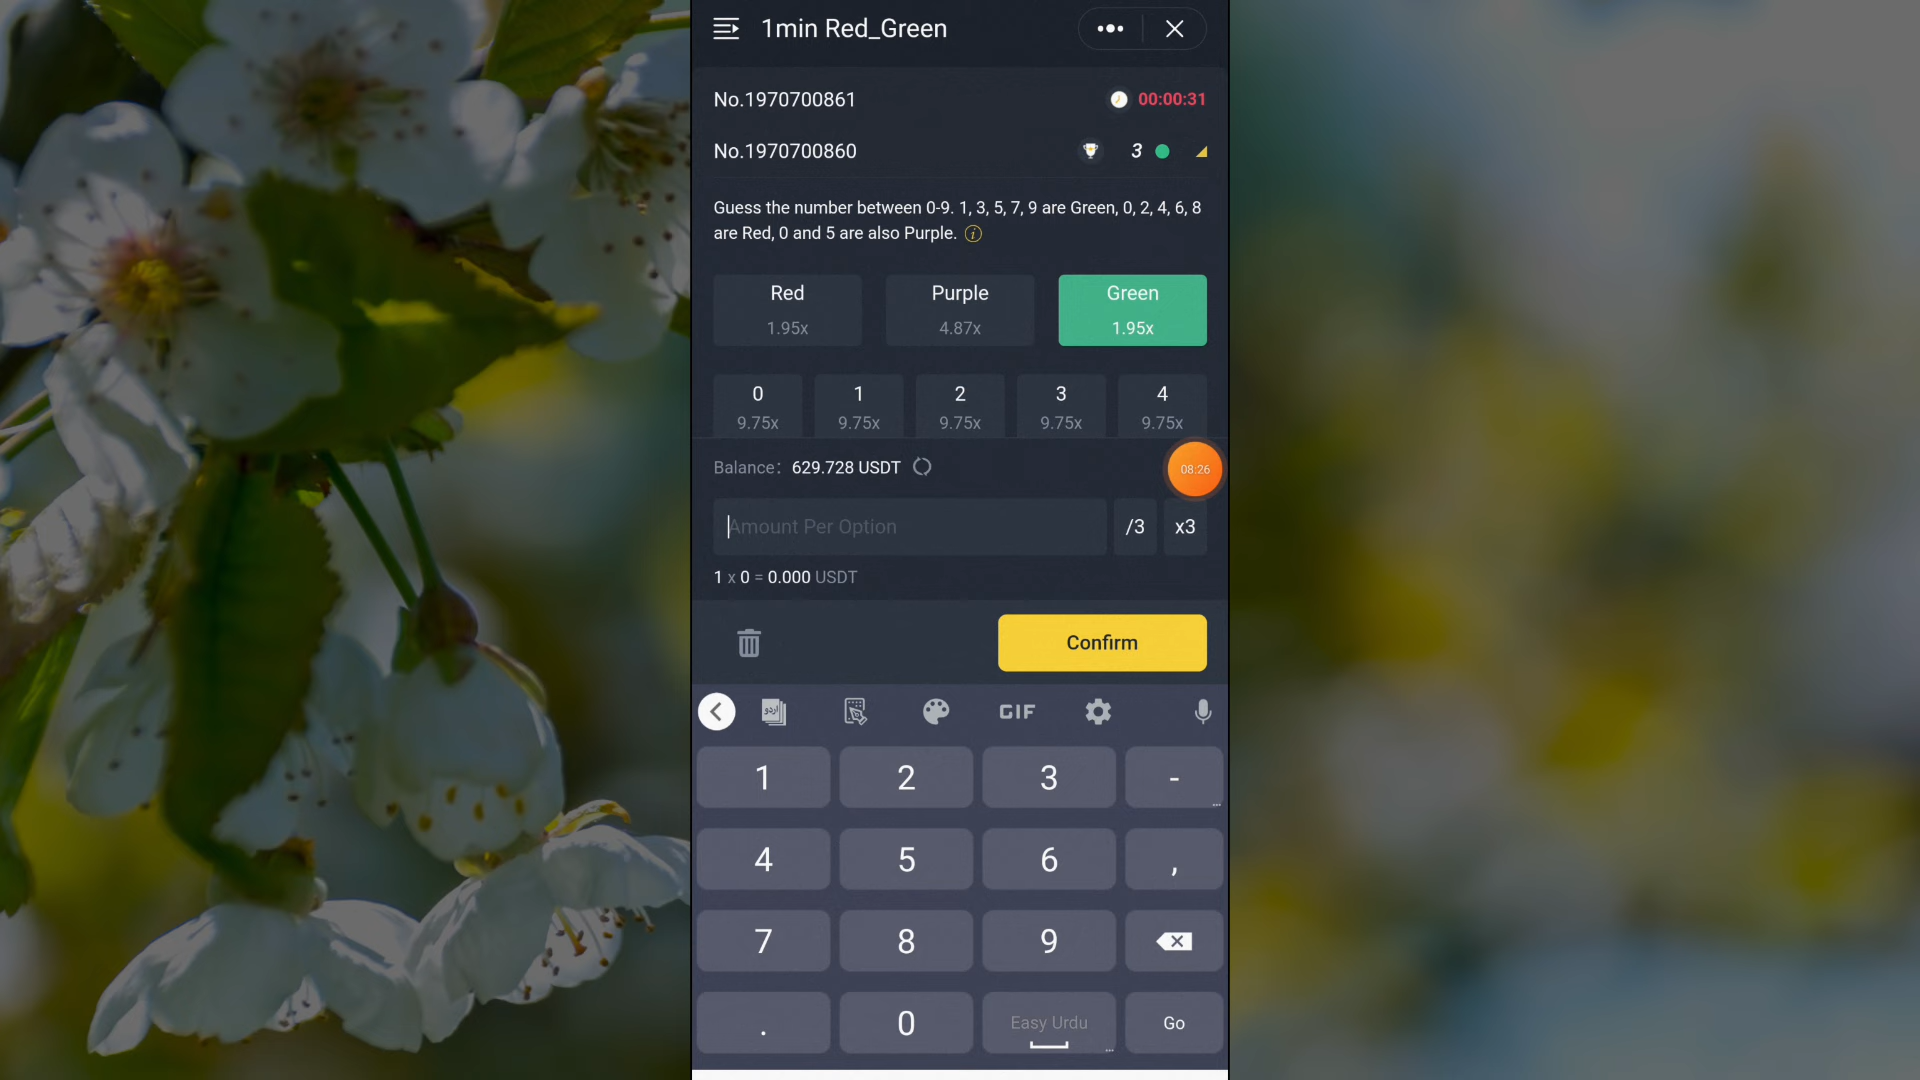 1min Red_Green
No.1970700861 00:00:31
No.1970700860 3
Guess the number between 0-9. 1, 3, 5, 7, 9 are Green, 0, 2, 4, 6, 8
are Red, 0 and 5 are also Purple.
Red Purple Green
1.95x 4.87x 1.95x
0 1 2 3 4
9.75x 9.75x 9.75x 9.75x 9.75x
Balance: 629.728 USDT
08:26
Amount Per Option /3 x3
1 x 0 = 0.000 USDT
Confirm
اردو GIF
1 2 3 -
4 5 6 ,
7 8 9
. 0 Easy Urdu Go